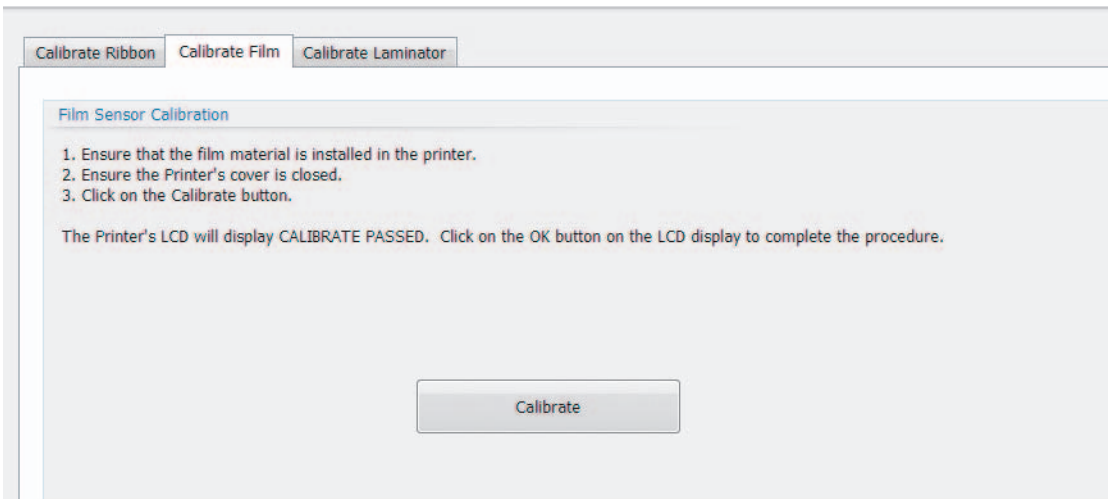 Calibrate Ribbon Calibrate Film Calibrate Laminator
Film Sensor Calibration
1. Ensure that the film material is installed in the printer.
2. Ensure the Printer's cover is closed.
3. Click on the Calibrate button.
The Printer's LCD will display CALIBRATE PASSED. Click on the OK button on the LCD display to complete the procedure.
Calibrate